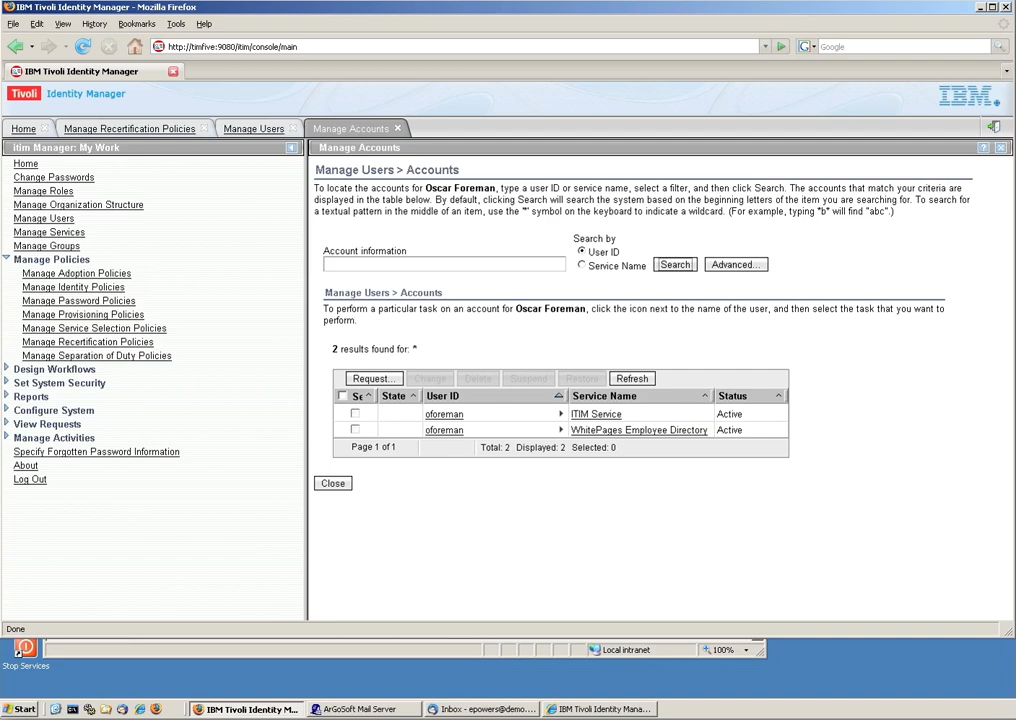 IBM Tivoli Identity Manager - Mozilla Firefox
File Edit View History Bookmarks Tools Help
http://timfive:9080/itim/console/main
Google
IBM Tivoli Identity Manager
Tivoli Identity Manager
IBM.
Home Manage Recertification Policies Manage Users Manage Accounts
itim Manager: My Work
Home
Change Passwords
Manage Roles
Manage Organization Structure
Manage Users
Manage Services
Manage Groups
Manage Policies
Manage Adoption Policies
Manage Identity Policies
Manage Password Policies
Manage Provisioning Policies
Manage Service Selection Policies
Manage Recertification Policies
Manage Separation of Duty Policies
Design Workflows
Set System Security
Reports
Configure System
View Requests
Manage Activities
Specify Forgotten Password Information
About
Log Out
Manage Accounts
Manage Users > Accounts
To locate the accounts for Oscar Foreman, type a user ID or service name, select a filter, and then click Search. The accounts that match your criteria are
displayed in the table below. By default, clicking Search will search the system based on the beginning letters of the item you are searching for. To search for
a textual pattern in the middle of an item, use the "*" symbol on the keyboard to indicate a wildcard. (For example, typing *b* will find "abc".)
Search by
Account information
User ID
Service Name Search Advanced...
Manage Users > Accounts
To perform a particular task on an account for Oscar Foreman, click the icon next to the name of the user, and then select the task that you want to
perform.
2 results found for: *
Request... Change Delete Suspend Restore Refresh
Se State User ID Service Name Status
oforeman ITIM Service Active
oforeman WhitePages Employee Directory Active
Page 1 of 1 Total: 2 Displayed: 2 Selected: 0
Close
Done
Local intranet 100%
Stop Services
Start IBM Tivoli Identity M... ArGoSoft Mail Server Inbox - epowers@demo.... IBM Tivoli Identity Mana...